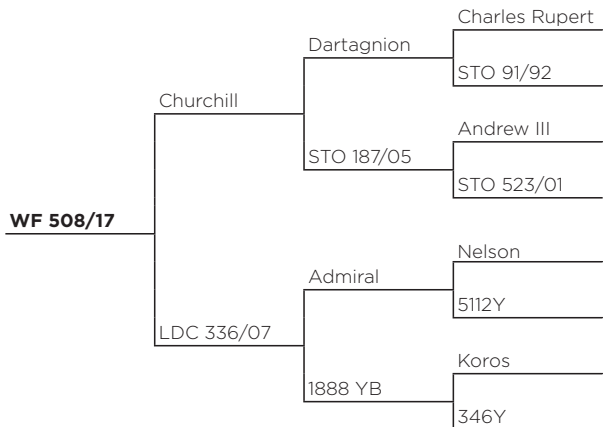 Charles Rupert
Dartagnion
STO 91/92
Churchill
Andrew III
STO 187/05
STO 523/01
WF 508/17
Nelson
Admiral
5112Y
LDC 336/07
Koros
1888 YB
346Y